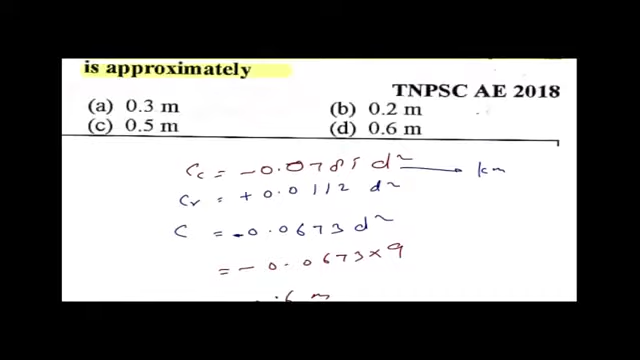 is approximately
TNPSC AE 2018
(a) 0.3 m (b) 0.2 m
(c) 0.5 m (d) 0.6 m
Cc = -0.0785 d² → km
Cr = +0.0112 d²
C = -0.0673 d²
= -0.0673 × 9
.6 m